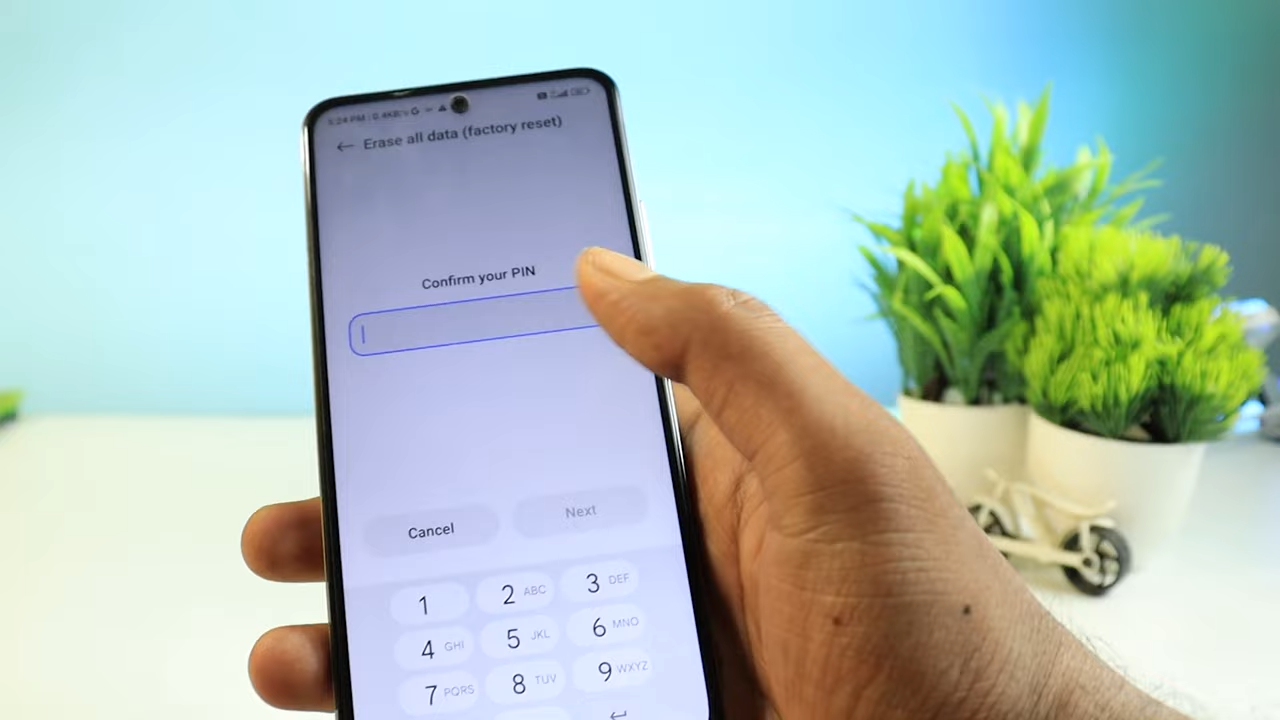 Erase all data (factory reset)
Confirm your PIN
Cancel
Next
1
2 ABC
3 DEF
4 GHI
5 JKL
6 MNO
7 PQRS
8 TUV
9 WXYZ